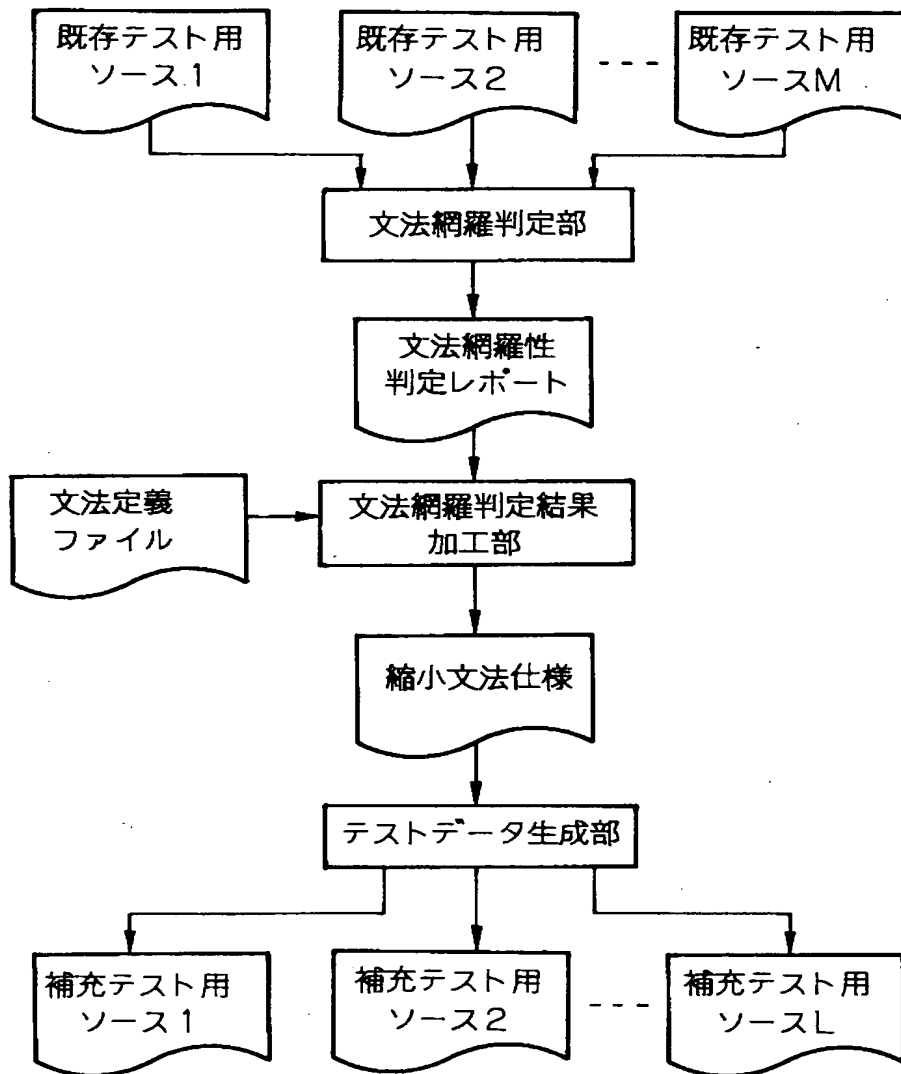 既存テスト用
ソース1
既存テスト用
ソース2
既存テスト用
ソースM
文法網羅判定部
文法網羅性
判定レポート
文法定義
ファイル
文法網羅判定結果
加工部
縮小文法仕様
テストデータ生成部
補充テスト用
ソース1
補充テスト用
ソース2
補充テスト用
ソースL